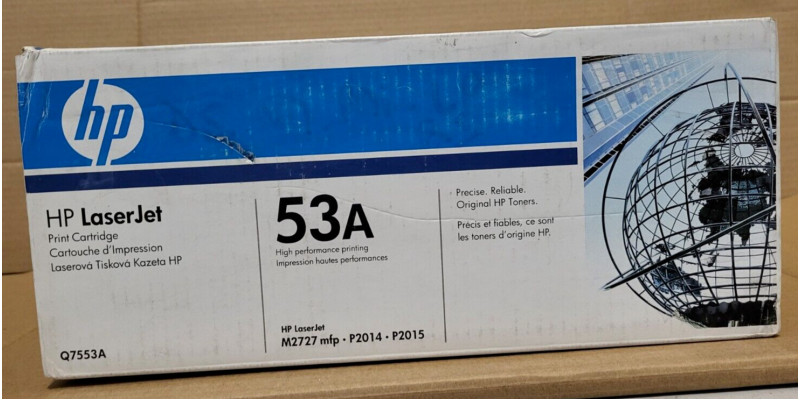 hp
HP LaserJet
Print Cartridge
Cartouche d'Impression
Laserová Tisková Kazeta HP
Q7553A
53A
High performance printing
Impression hautes performances
HP LaserJet
M2727 mfp · P2014 · P2015
Precise. Reliable.
Original HP Toners.
Précis et fiables, ce sont
les toners d'origine HP.